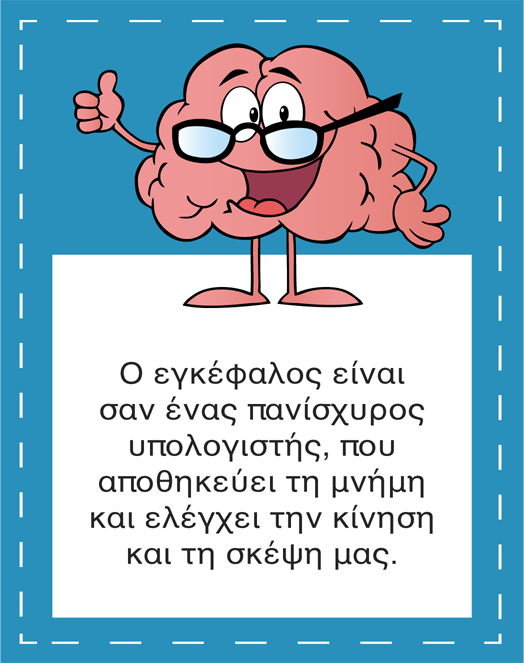 Ο εγκέφαλος είναι
σαν ένας πανίσχυρος
υπολογιστής, που
αποθηκεύει τη μνήμη
και ελέγχει την κίνηση
και τη σκέψη μας.